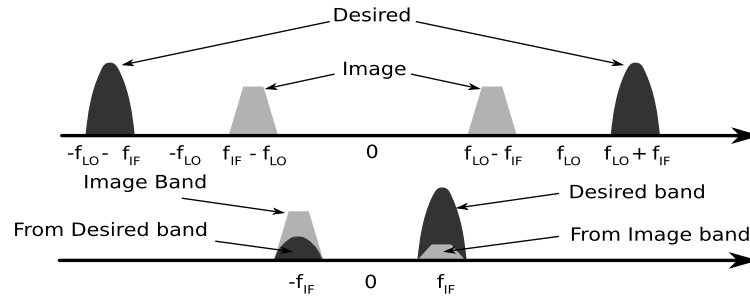 Desired
Image
-fLO - fIF -fLO fIF - fLO 0 fLO - fIF fLO fLO + fIF
Image Band
Desired band
From Desired band
From Image band
-fIF 0 fIF